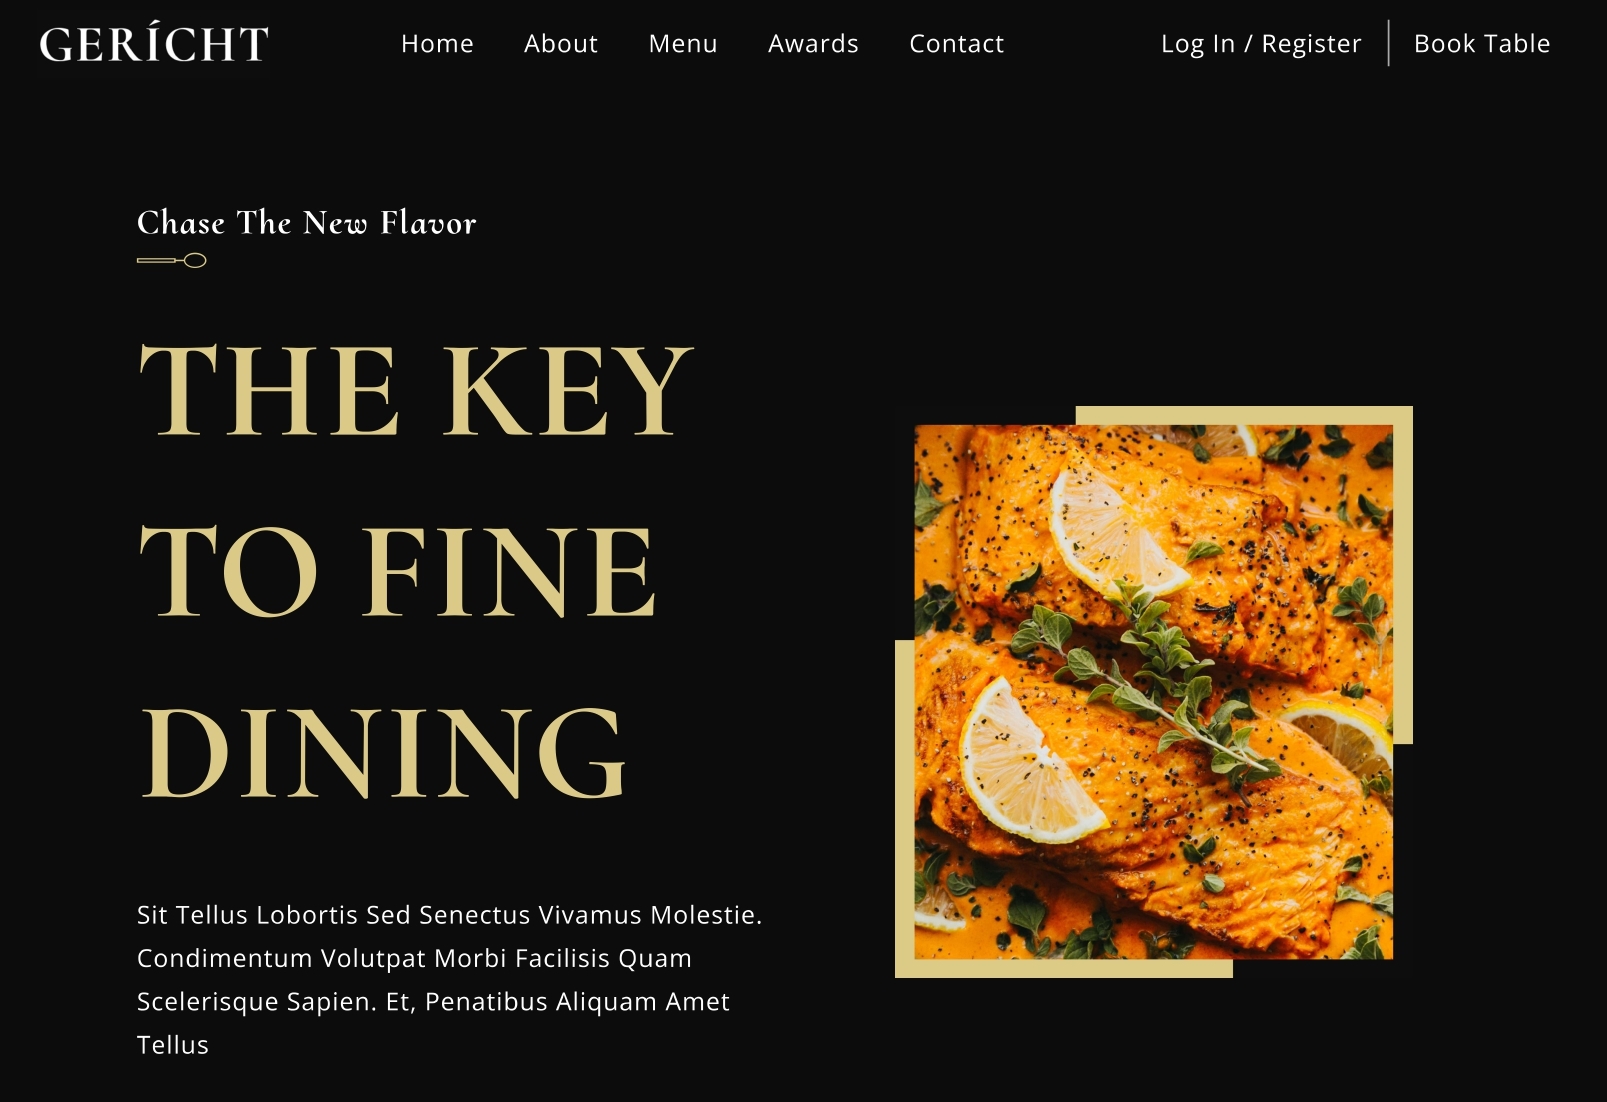 GERÍCHT
Home About Menu Awards Contact Log In / Register Book Table
Chase The New Flavor
THE KEY
TO FINE
DINING
Sit Tellus Lobortis Sed Senectus Vivamus Molestie.
Condimentum Volutpat Morbi Facilisis Quam
Scelerisque Sapien. Et, Penatibus Aliquam Amet
Tellus